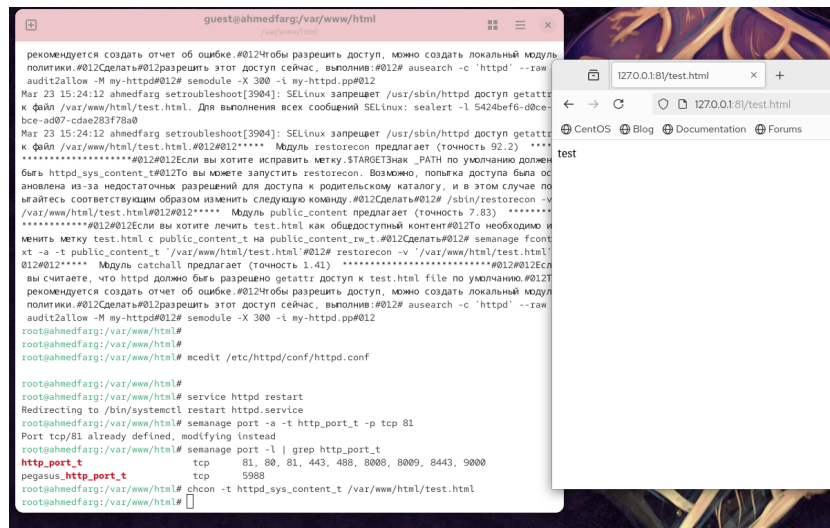 guest@ahmedfarg:/var/www/html
/var/www/html
рекомендуется создать отчет об ошибке.#012Чтобы разрешить доступ, можно создать локальный модуль
политики.#012Сделать#012разрешить этот доступ сейчас, выполнив:#012# ausearch -c 'httpd' --raw
audit2allow -M my-httpd#012# semodule -X 300 -i my-httpd.pp#012
Mar 23 15:24:12 ahmedfarg setroubleshoot[3904]: SELinux запрещает /usr/sbin/httpd доступ getattr
к файл /var/www/html/test.html. Для выполнения всех сообщений SELinux: sealert -l 5424bef6-d0ce-
bce-ad07-cdae283f78a0
Mar 23 15:24:12 ahmedfarg setroubleshoot[3904]: SELinux запрещает /usr/sbin/httpd доступ getattr
к файл /var/www/html/test.html.#012#012***** Модуль restorecon предлагает (точность 92.2) ****
********************#012#012Если вы хотите исправить метку.$TARGETЗнак _PATH по умолчанию должен
быть httpd_sys_content_t#012То вы можете запустить restorecon. Возможно, попытка доступа была ос
ановлена из-за недостаточных разрешений для доступа к родительскому каталогу, и в этом случае по
ытайтесь соответствующим образом изменить следующую команду.#012Сделать#012# /sbin/restorecon -v
/var/www/html/test.html#012#012***** Модуль public_content предлагает (точность 7.83) ********
************#012#012Если вы хотите лечить test.html как общедоступный контент#012То необходимо и
менить метку test.html с public_content_t на public_content_rw_t.#012Сделать#012# semanage fcont
xt -a -t public_content_t '/var/www/html/test.html'#012# restorecon -v '/var/www/html/test.html'
012#012***** Модуль catchall предлагает (точность 1.41) **************************#012#012Есл
вы считаете, что httpd должно быть разрешено getattr доступ к test.html file по умолчанию.#012Т
рекомендуется создать отчет об ошибке.#012Чтобы разрешить доступ, можно создать локальный модул
политики.#012Сделать#012разрешить этот доступ сейчас, выполнив:#012# ausearch -c 'httpd' --raw
audit2allow -M my-httpd#012# semodule -X 300 -i my-httpd.pp#012
root@ahmedfarg:/var/www/html#
root@ahmedfarg:/var/www/html#
root@ahmedfarg:/var/www/html# mcedit /etc/httpd/conf/httpd.conf
root@ahmedfarg:/var/www/html#
root@ahmedfarg:/var/www/html# service httpd restart
Redirecting to /bin/systemctl restart httpd.service
root@ahmedfarg:/var/www/html# semanage port -a -t http_port_t -p tcp 81
Port tcp/81 already defined, modifying instead
root@ahmedfarg:/var/www/html# semanage port -l | grep http_port_t
http_port_t tcp 81, 80, 81, 443, 488, 8008, 8009, 8443, 9000
pegasus_http_port_t tcp 5988
root@ahmedfarg:/var/www/html# chcon -t httpd_sys_content_t /var/www/html/test.html
root@ahmedfarg:/var/www/html#
127.0.0.1:81/test.html
127.0.0.1:81/test.html
CentOS Blog Documentation Forums
test